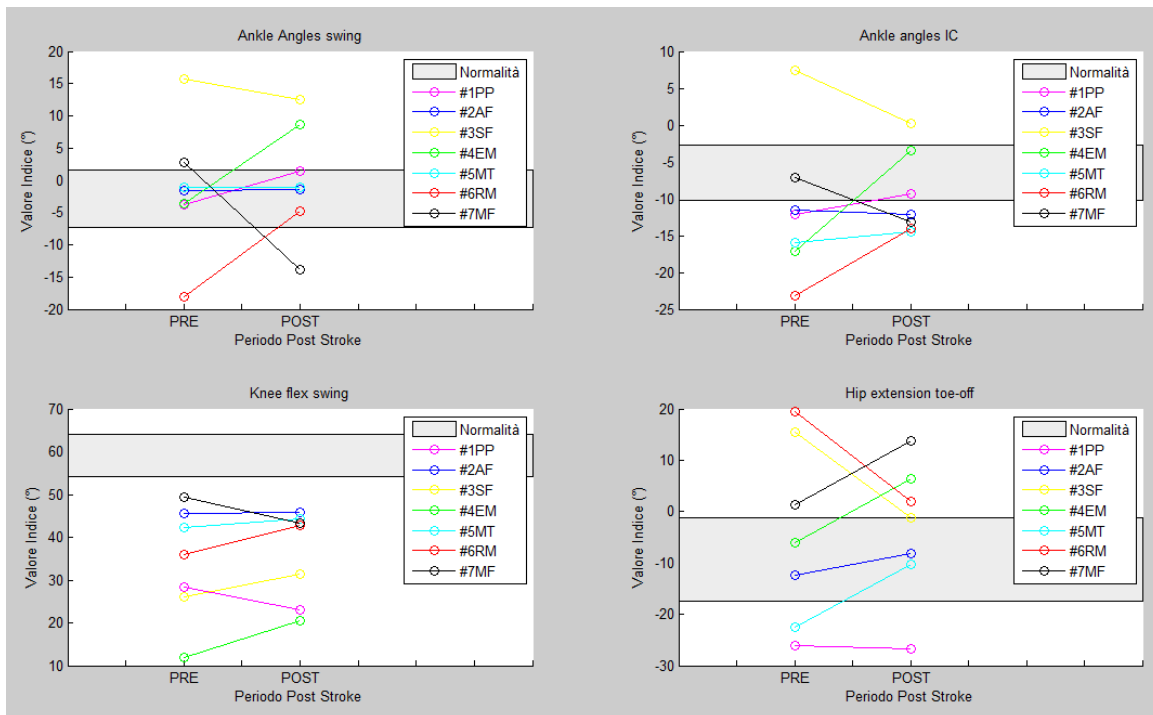 Ankle Angles swing
20
15
10
5
0
-5
-10
-15
-20
Valore Indice (°)
PRE
POST
Periodo Post Stroke
Normalità
#1PP
#2AF
#3SF
#4EM
#5MT
#6RM
#7MF
Ankle angles IC
10
5
0
-5
-10
-15
-20
-25
Valore Indice (°)
PRE
POST
Periodo Post Stroke
Normalità
#1PP
#2AF
#3SF
#4EM
#5MT
#6RM
#7MF
Knee flex swing
70
60
50
40
30
20
10
Valore Indice (°)
PRE
POST
Periodo Post Stroke
Normalità
#1PP
#2AF
#3SF
#4EM
#5MT
#6RM
#7MF
Hip extension toe-off
20
10
0
-10
-20
-30
Valore Indice (°)
PRE
POST
Periodo Post Stroke
Normalità
#1PP
#2AF
#3SF
#4EM
#5MT
#6RM
#7MF